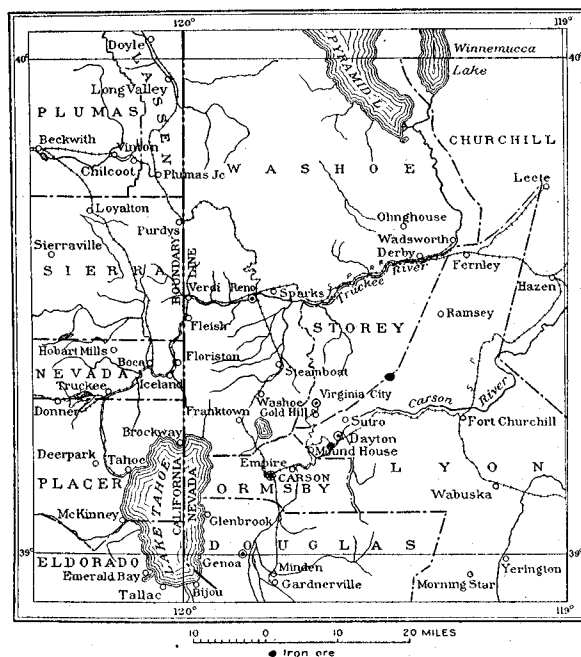 120°
119°
40°
40°
Doyle
LASSEN
Long Valley
PYRAMID L.
Winnemucca
Lake
PLUMAS
Beckwith
Vinton
Chilcoot
Plumas Jc
WASHOE
CHURCHILL
Leete
Loyalton
Purdys
Olinghouse
Wadsworth
Derby
Fernley
Sierraville
SIERRA
BOUNDARY LINE
Verdi
Reno
Sparks
S.P.R.R.
Truckee River
Hazen
Fleish
STOREY
Ramsey
Hobart Mills
Boca
Floriston
Steamboat
NEVADA
Truckee
Iceland
Washoe
Virginia City
S.P.
Donner
Franktown
Gold Hill
Carson River
Brockway
Sutro
Fort Churchill
Dayton
Deerpark
Tahoe
Mound House
Empire
CARSON
LYON
PLACER
LAKE TAHOE
CALIFORNIA
NEVADA
ORMSBY
Wabuska
McKinney
Glenbrook
39°
39°
DOUGLAS
ELDORADO
Genoa
Minden
Yerington
Emerald Bay
Gardnerville
Morning Star
Tallac
Bijou
120°
119°
10 0 10 20 MILES
Iron ore